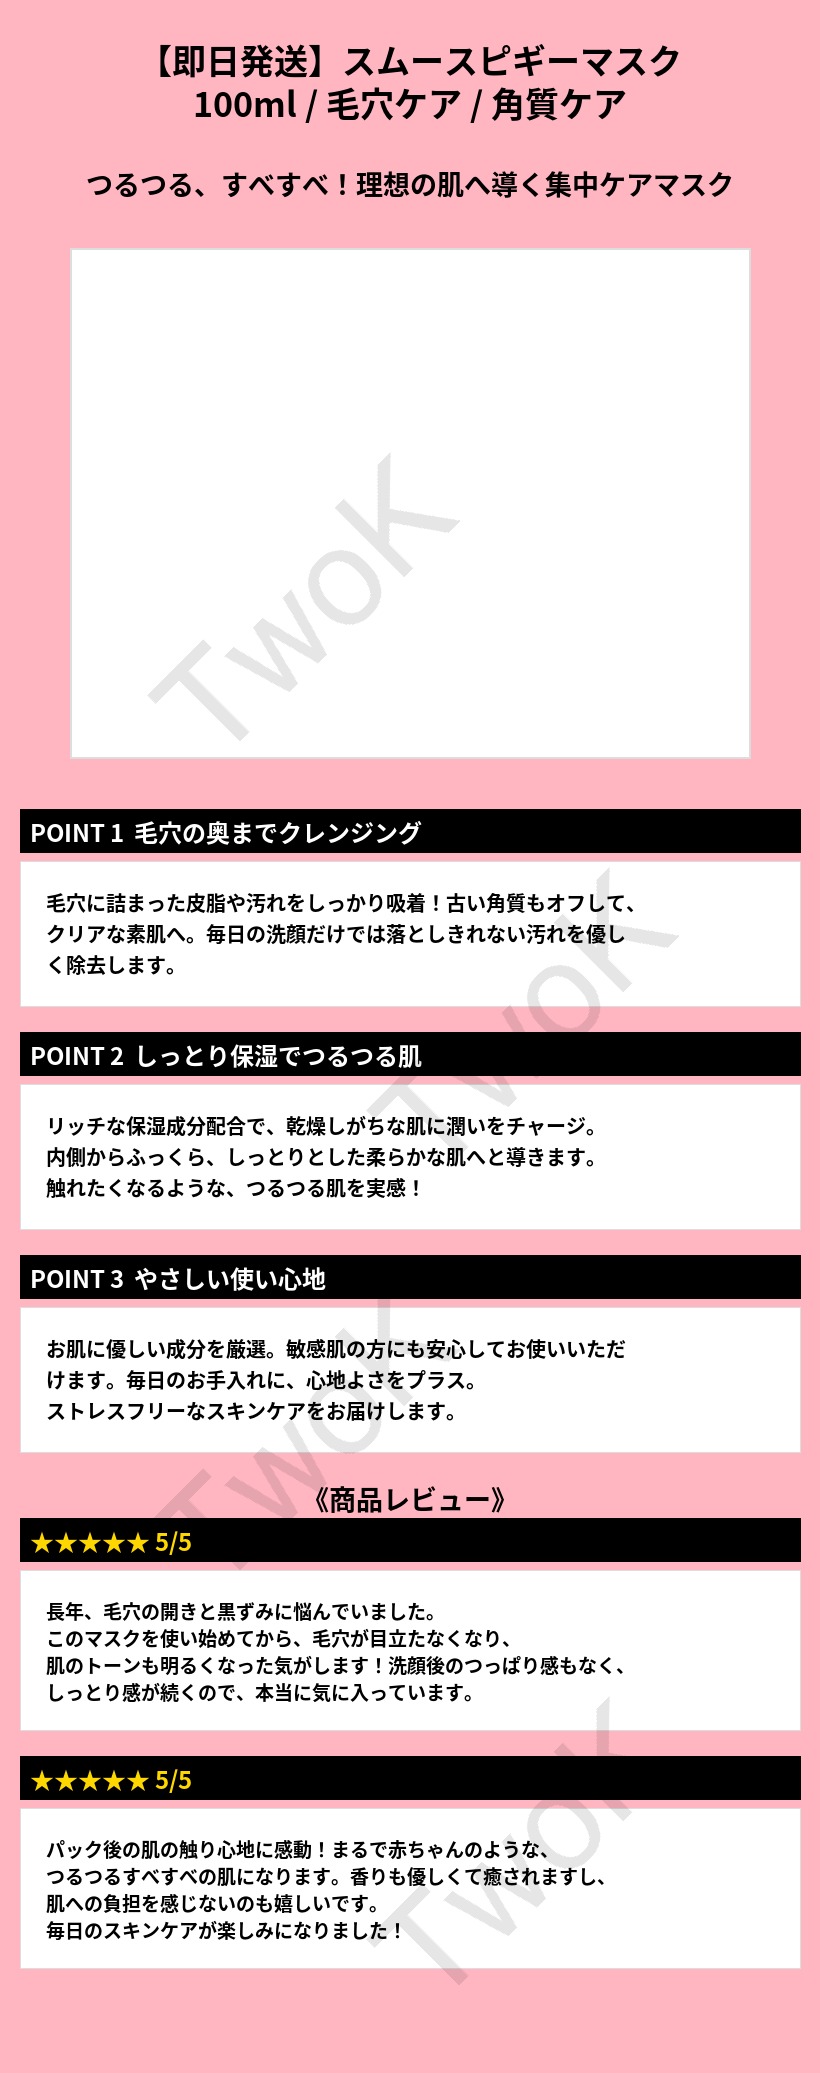 【即日発送】スムースピギーマスク
100ml / 毛穴ケア / 角質ケア
つるつる、すべすべ！理想の肌へ導く集中ケアマスク
TwoK
POINT 1 毛穴の奥までクレンジング
毛穴に詰まった皮脂や汚れをしっかり吸着！古い角質もオフして、
クリアな素肌へ。毎日の洗顔だけでは落としきれない汚れを優し
く除去します。
TwoK
POINT 2 しっとり保湿でつるつる肌
リッチな保湿成分配合で、乾燥しがちな肌に潤いをチャージ。
内側からふっくら、しっとりとした柔らかな肌へと導きます。
触れたくなるような、つるつる肌を実感！
POINT 3 やさしい使い心地
お肌に優しい成分を厳選。敏感肌の方にも安心してお使いいただ
けます。毎日のお手入れに、心地よさをプラス。
ストレスフリーなスキンケアをお届けします。
TwoK
《商品レビュー》
★★★★★ 5/5
長年、毛穴の開きと黒ずみに悩んでいました。
このマスクを使い始めてから、毛穴が目立たなくなり、
肌のトーンも明るくなった気がします！洗顔後のつっぱり感もなく、
しっとり感が続くので、本当に気に入っています。
★★★★★ 5/5
パック後の肌の触り心地に感動！まるで赤ちゃんのような、
つるつるすべすべの肌になります。香りも優しくて癒されますし、
肌への負担を感じないのも嬉しいです。
毎日のスキンケアが楽しみになりました！
TwoK